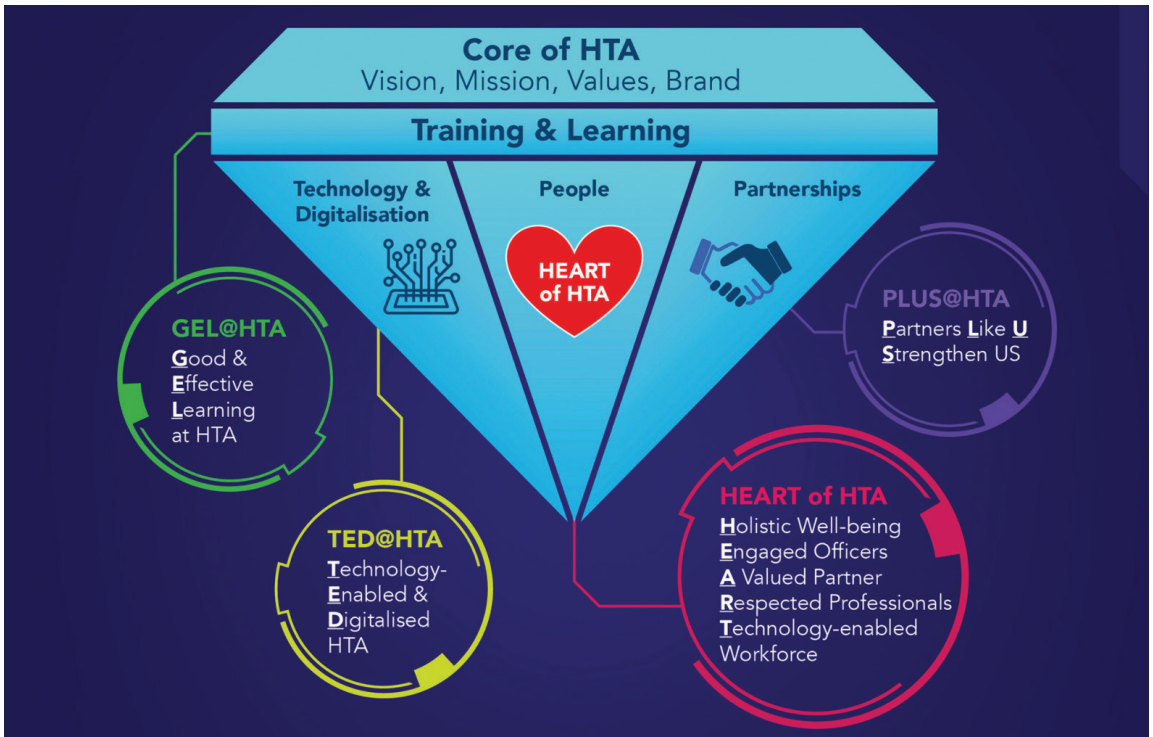 Core of HTA
Vision, Mission, Values, Brand
Training & Learning
Technology &
Digitalisation
People
Partnerships
HEART
of HTA
GEL@HTA
Good &
Effective
Learning
at HTA
TED@HTA
Technology-
Enabled &
Digitalised
HTA
HEART of HTA
Holistic Well-being
Engaged Officers
A Valued Partner
Respected Professionals
Technology-enabled
Workforce
PLUS@HTA
Partners Like U
Strengthen US